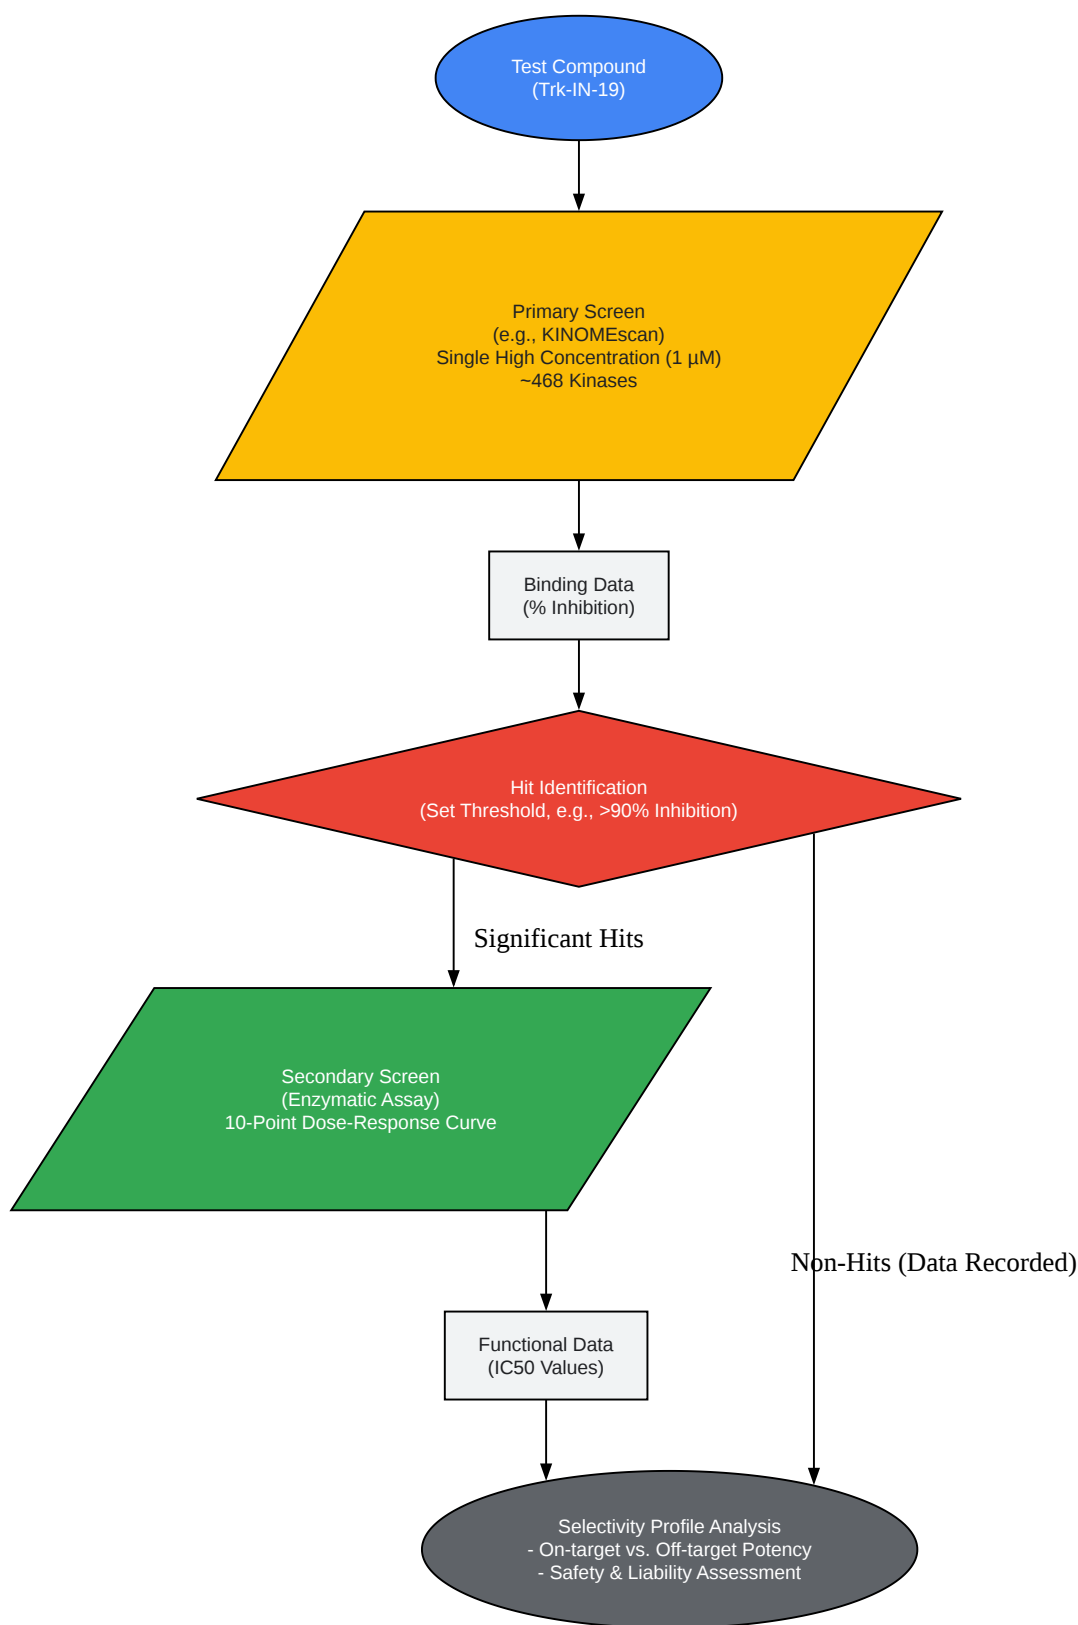 Test Compound
(Trk-IN-19)
Primary Screen
(e.g., KINOMEscan)
Single High Concentration (1 µM)
~468 Kinases
Binding Data
(% Inhibition)
Hit Identification
(Set Threshold, e.g., >90% Inhibition)
Significant Hits
Secondary Screen
(Enzymatic Assay)
10-Point Dose-Response Curve
Non-Hits (Data Recorded)
Functional Data
(IC50 Values)
Selectivity Profile Analysis
- On-target vs. Off-target Potency
- Safety & Liability Assessment